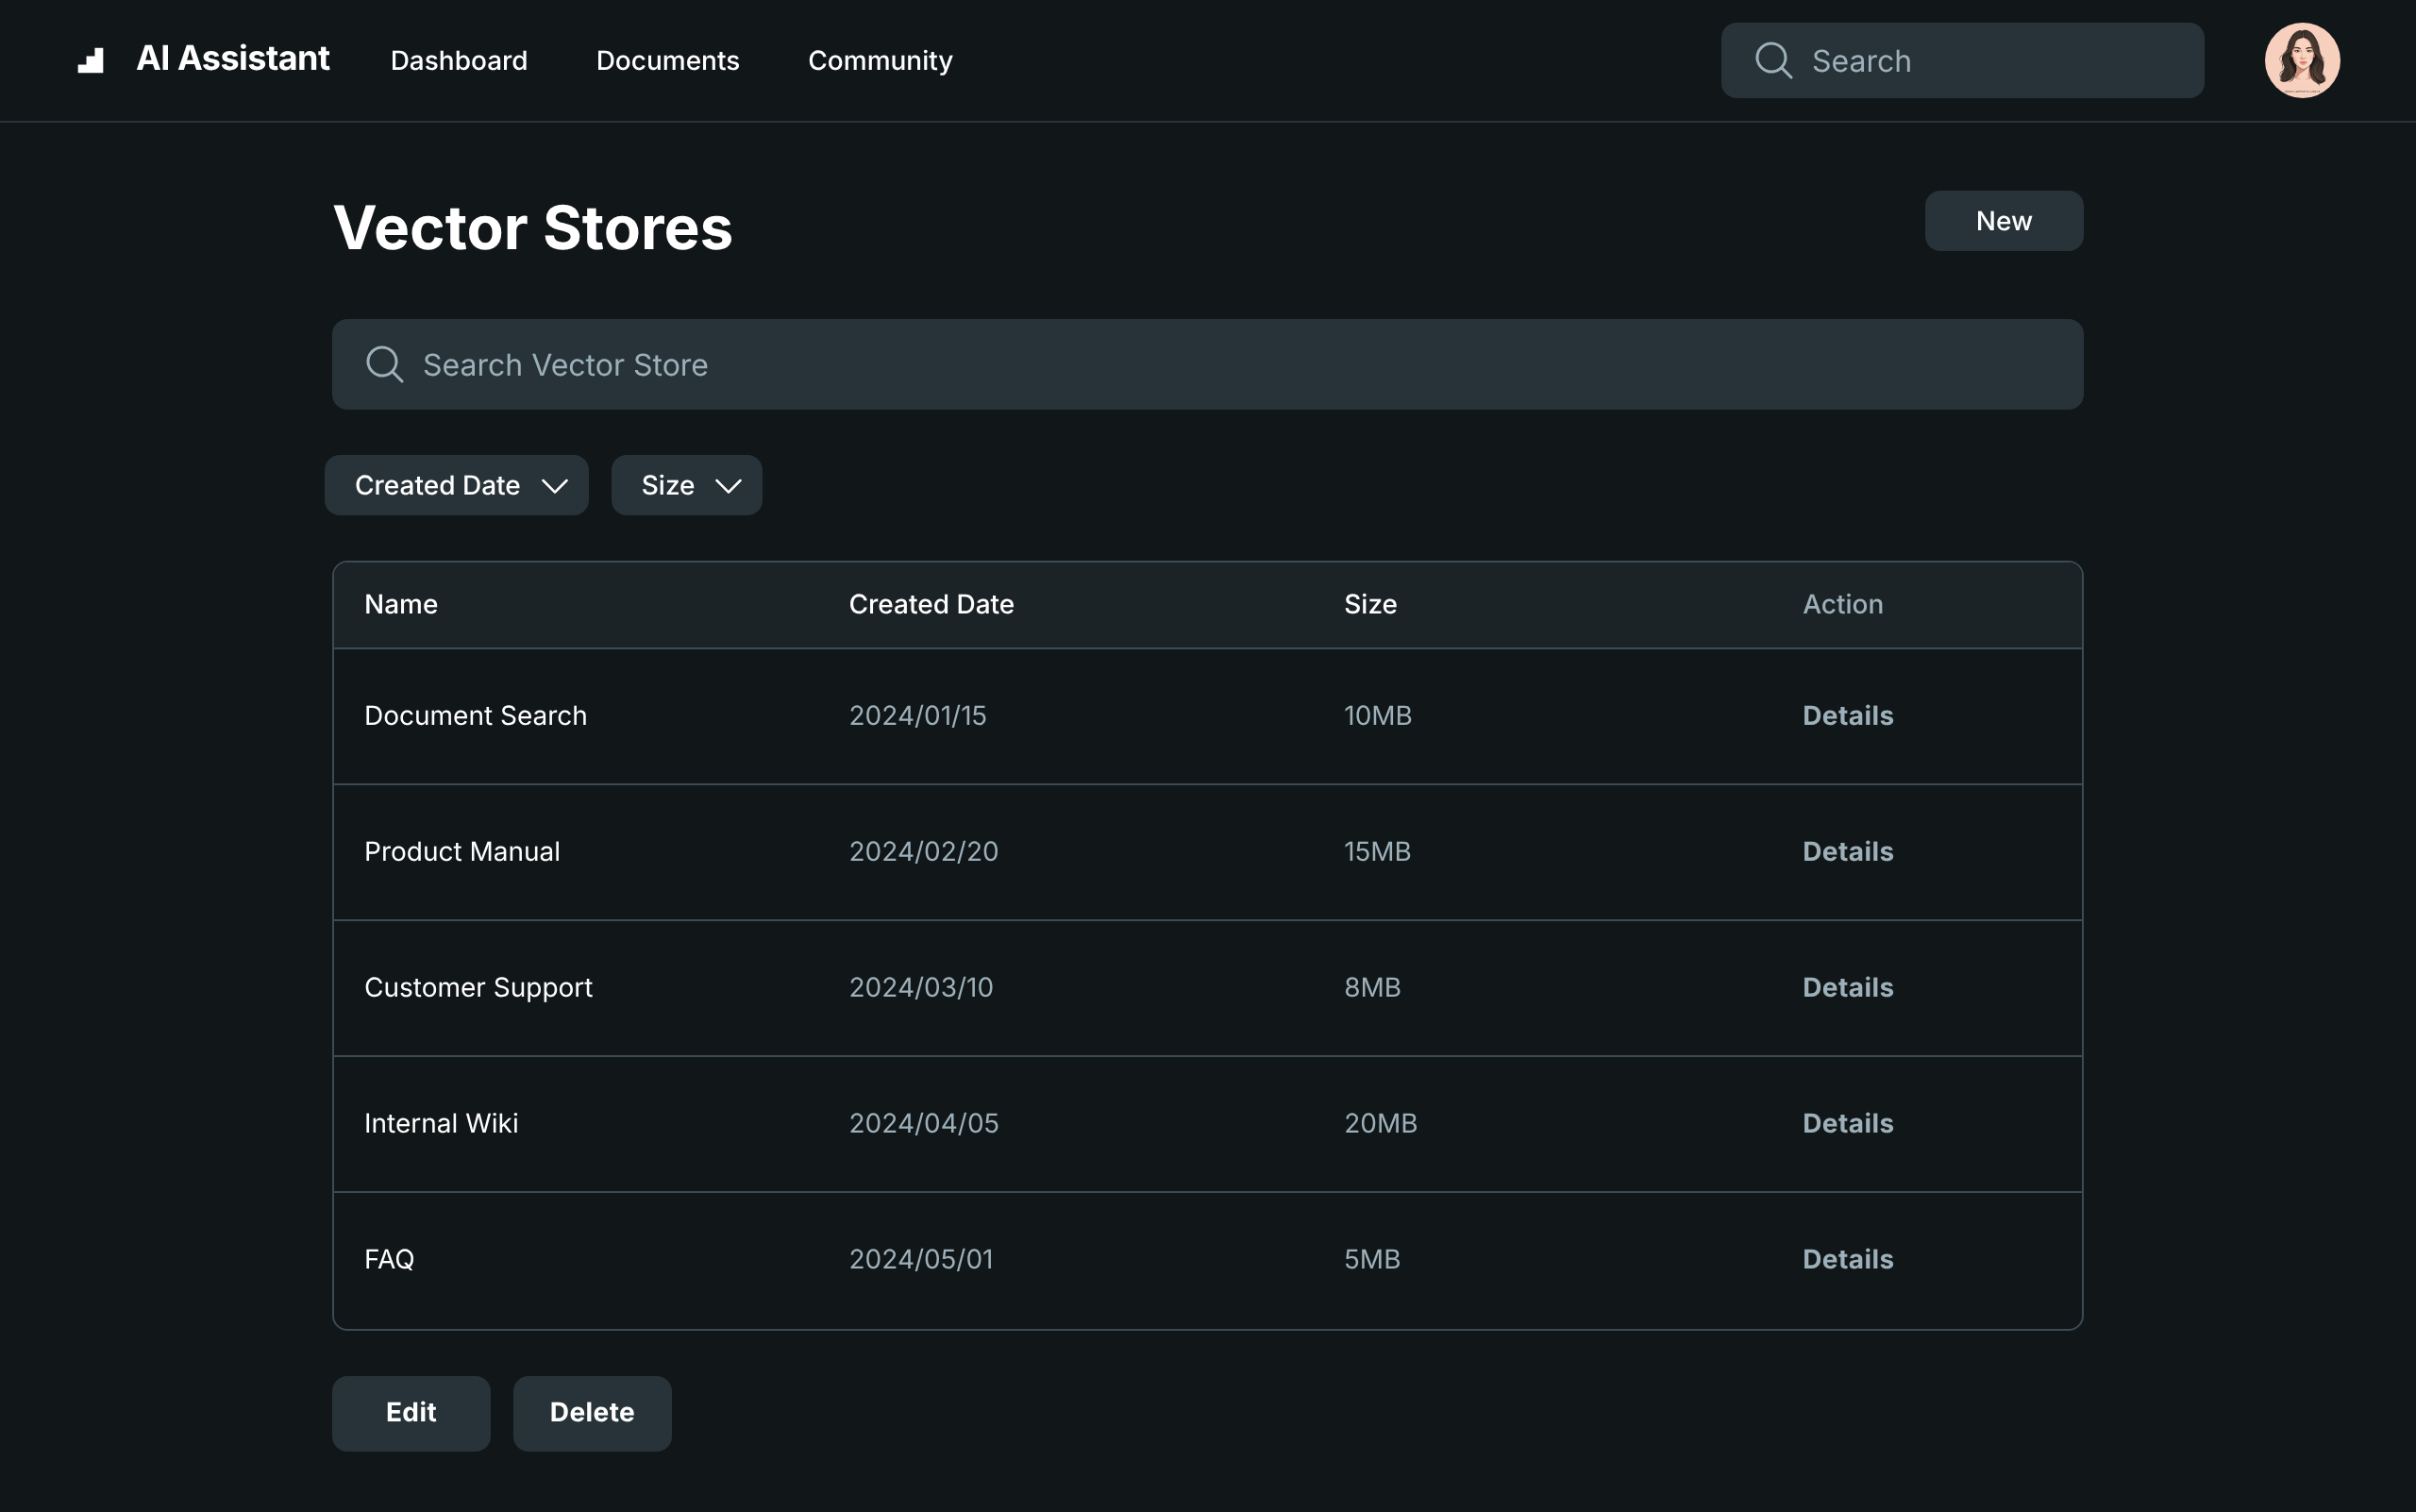 AI Assistant Dashboard Documents Community Search
Vector Stores New
Search Vector Store
Created Date Size
Name Created Date Size Action
Document Search 2024/01/15 10MB Details
Product Manual 2024/02/20 15MB Details
Customer Support 2024/03/10 8MB Details
Internal Wiki 2024/04/05 20MB Details
FAQ 2024/05/01 5MB Details
Edit Delete